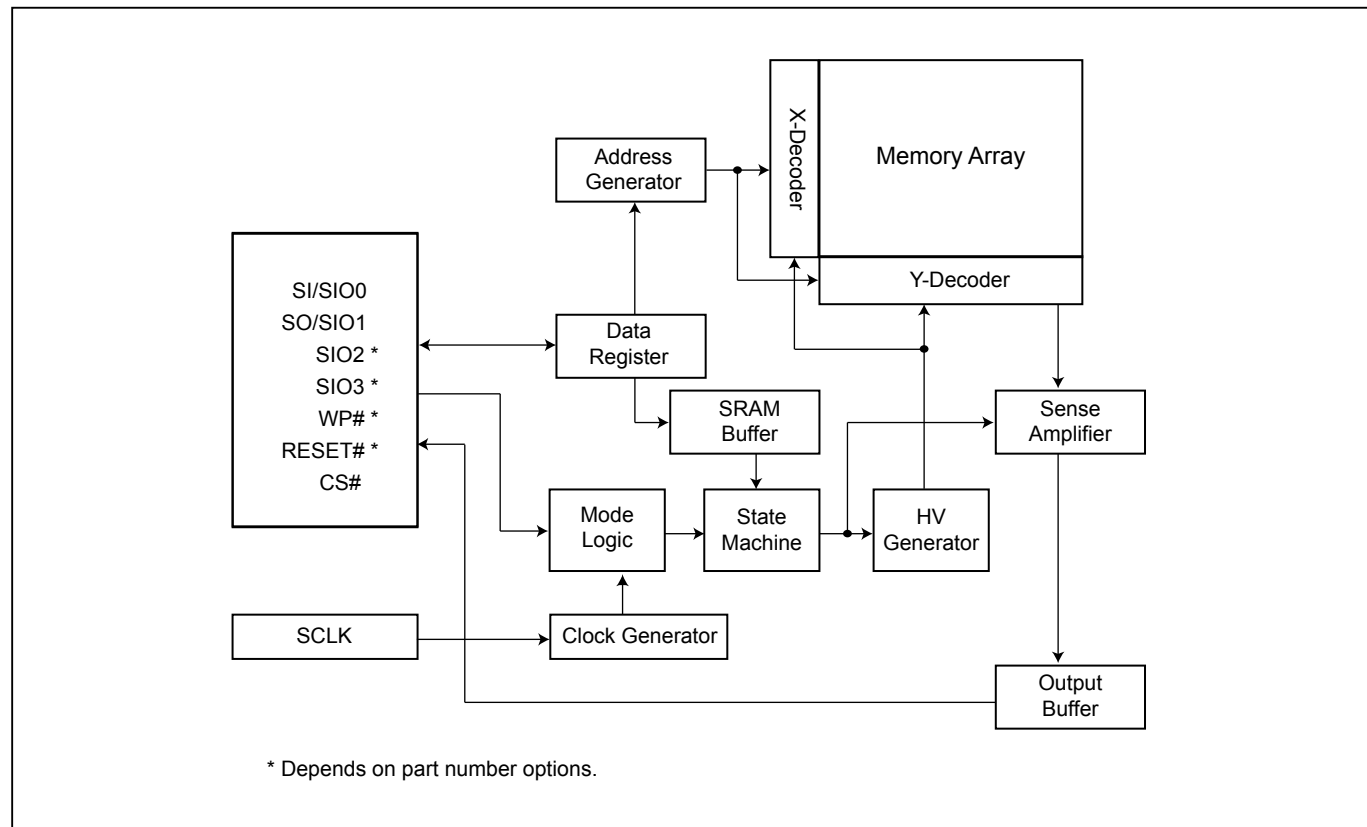 X-Decoder
Memory Array
Address
Generator
Y-Decoder
SI/SIO0
SO/SIO1
SIO2 *
SIO3 *
WP# *
RESET# *
CS#
Data
Register
SRAM
Buffer
Sense
Amplifier
Mode
Logic
State
Machine
HV
Generator
SCLK
Clock Generator
Output
Buffer
* Depends on part number options.